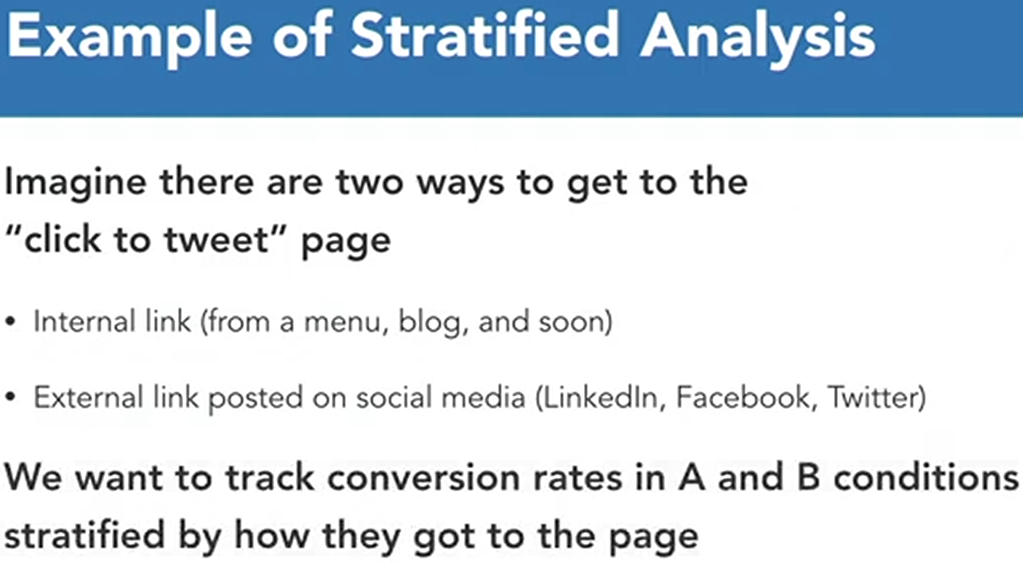 Example of Stratified Analysis
Imagine there are two ways to get to the
“click to tweet” page
• Internal link (from a menu, blog, and soon)
• External link posted on social media (LinkedIn, Facebook, Twitter)
We want to track conversion rates in A and B conditions
stratified by how they got to the page